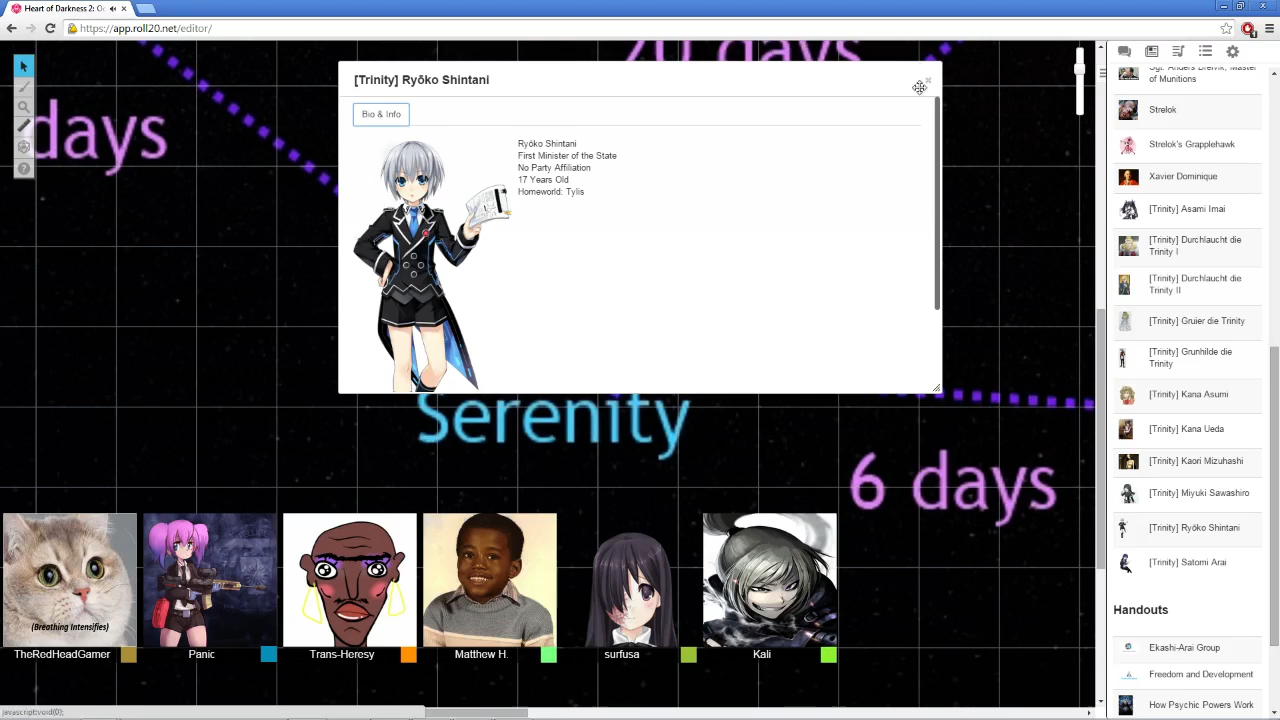 Heart of Darkness 2: Oc
https://app.roll20.net/editor/
20 days
days
[Trinity] Ryōko Shintani
Bio & Info
Ryōko Shintani
First Minister of the State
No Party Affiliation
17 Years Old
Homeworld: Tylis
Serenity
6 days
(Breathing Intensifies)
TheRedHeadGamer
Panic
Trans-Heresy
Matthew H.
surfusa
Kali
Sgt. Anders Breivik, Master
of Munitions
Strelok
Strelok's Grapplehawk
Xavier Dominique
[Trinity] Asami Imai
[Trinity] Durchlaucht die
Trinity I
[Trinity] Durchlaucht die
Trinity II
[Trinity] Gruier die Trinity
[Trinity] Grunhilde die
Trinity
[Trinity] Kana Asumi
[Trinity] Kana Ueda
[Trinity] Kaori Mizuhashi
[Trinity] Miyuki Sawashiro
[Trinity] Ryōko Shintani
[Trinity] Satomi Arai
Handouts
Ekashi-Arai Group
Freedom and Development
How Psychic Powers Work
javascript:void(0);